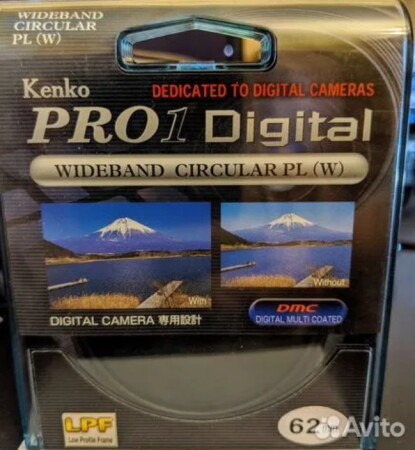 WIDEBAND
CIRCULAR
PL (W)
Kenko
DEDICATED TO DIGITAL CAMERAS
PRO1 Digital
WIDEBAND CIRCULAR PL (W)
With
Without
DIGITAL CAMERA 専用設計
DMC
DIGITAL MULTI COATED
LPF
Low Profile Frame
62
Avito